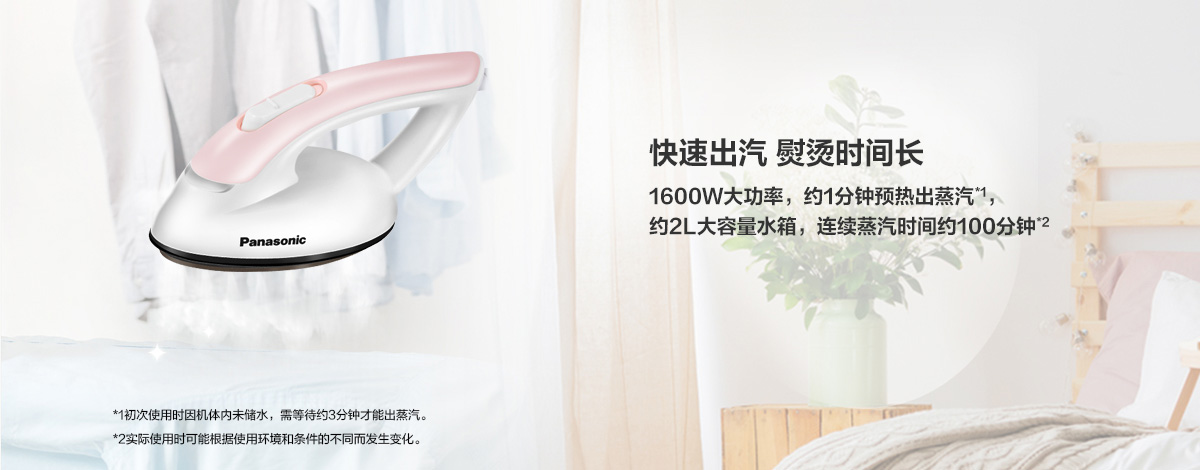 Panasonic
快速出汽 熨烫时间长
1600W大功率，约1分钟预热出蒸汽*1，
约2L大容量水箱，连续蒸汽时间约100分钟*2
*1初次使用时因机体内未储水，需等待约3分钟才能出蒸汽。
*2实际使用时可能根据使用环境和条件的不同而发生变化。